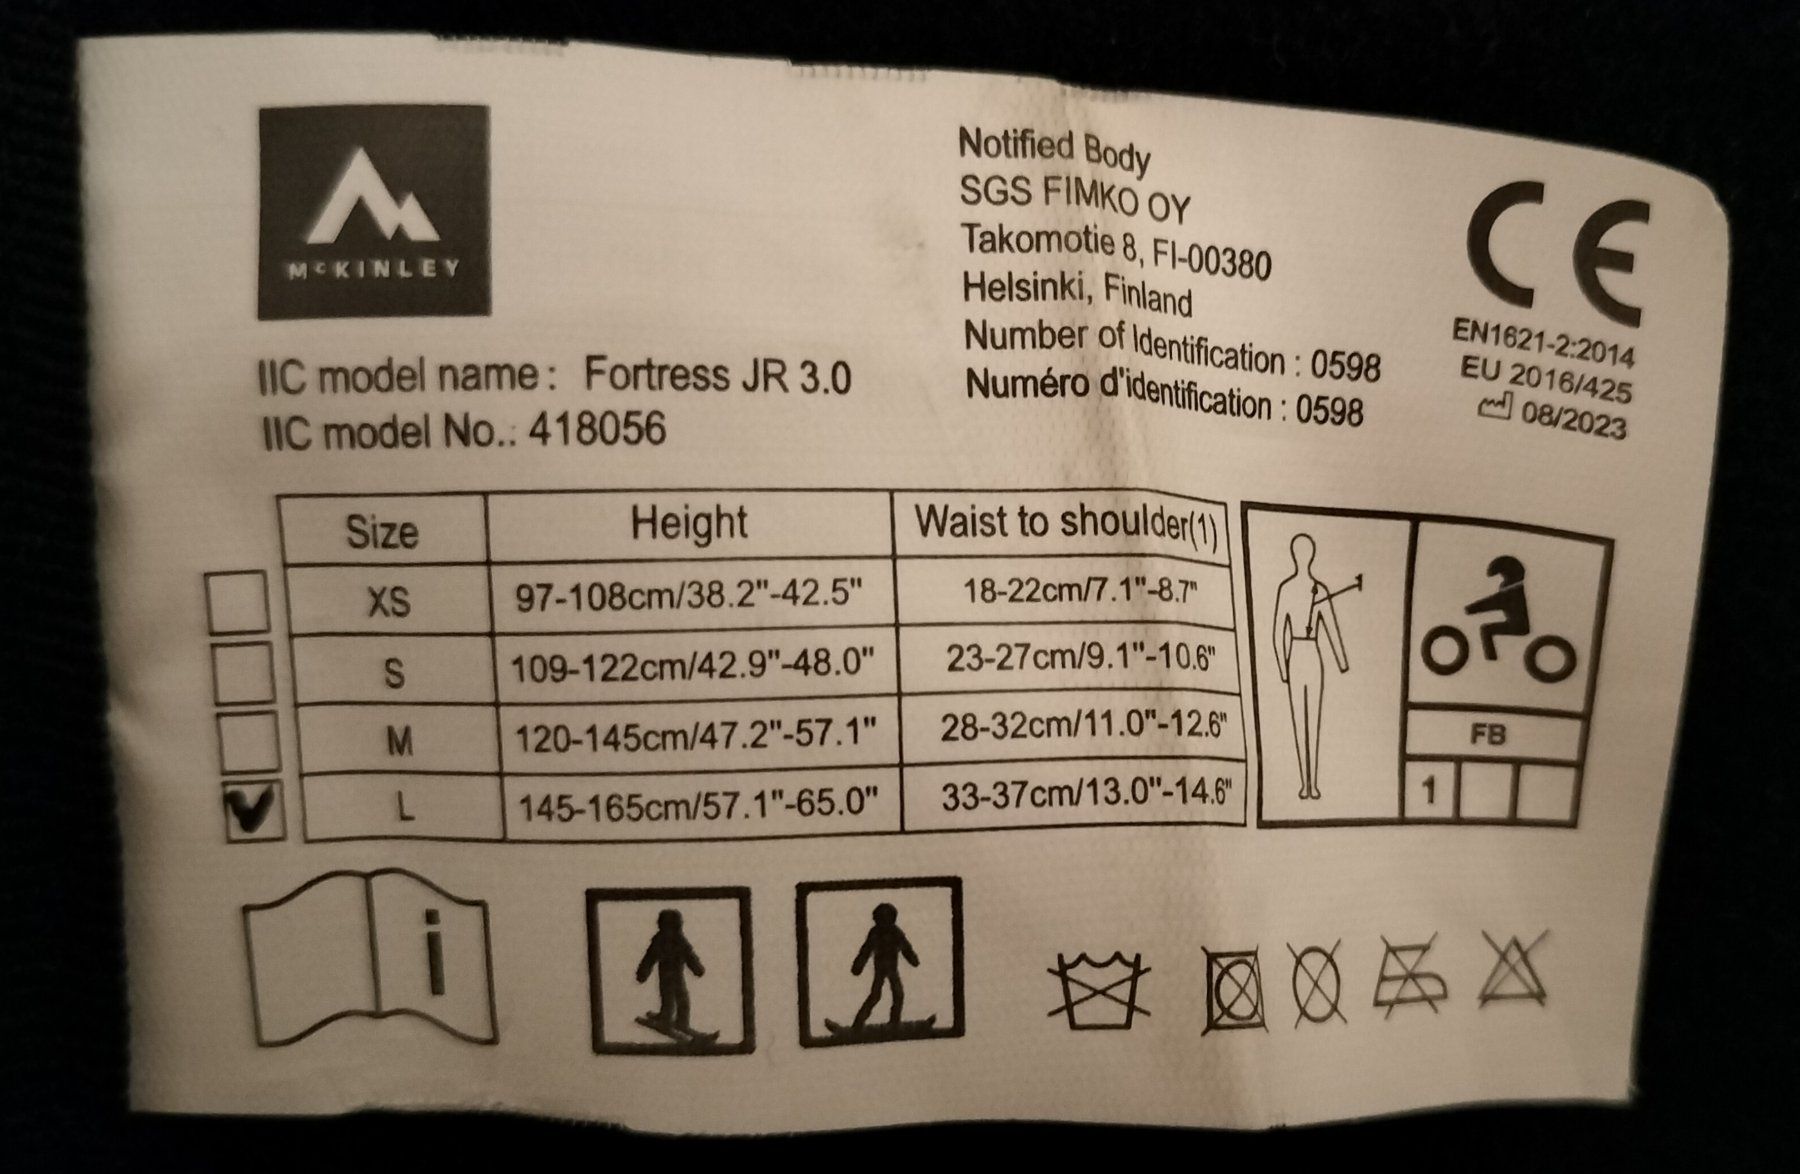 McKINLEY
IIC model name : Fortress JR 3.0
IIC model No.: 418056
Notified Body
SGS FIMKO OY
Takomotie 8, FI-00380
Helsinki, Finland
Number of Identification : 0598
Numéro d'identification : 0598
CE
EN1621-2:2014
EU 2016/425
08/2023
Size Height Waist to shoulder(1)
XS 97-108cm/38.2"-42.5" 18-22cm/7.1"-8.7"
S 109-122cm/42.9"-48.0" 23-27cm/9.1"-10.6"
M 120-145cm/47.2"-57.1" 28-32cm/11.0"-12.6"
L 145-165cm/57.1"-65.0" 33-37cm/13.0"-14.6"
FB
1
i